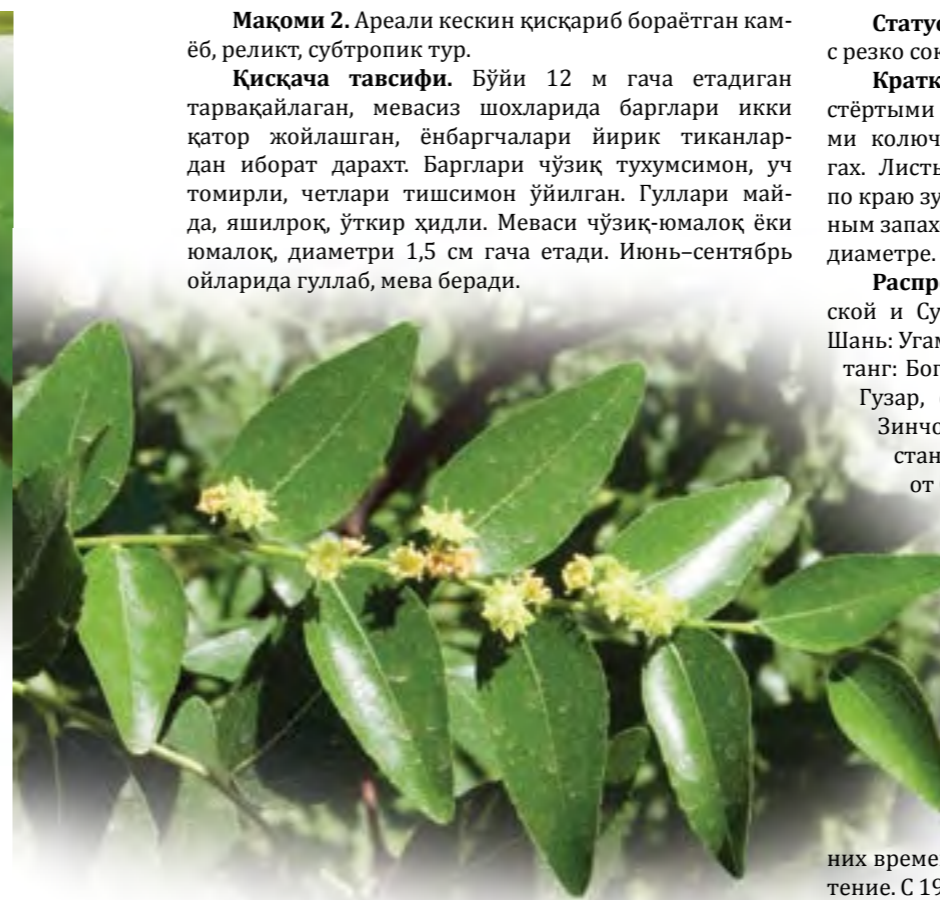 Мақоми 2. Ареали кескин қисқариб бораётган кам-
ёб, реликт, субтропик тур.
Қисқача тавсифи. Бўйи 12 м гача етадиган
тарвақайлаган, мевасиз шохларида барглари икки
қатор жойлашган, ёнбаргчалари йирик тиканлар-
дан иборат дарахт. Барглари чўзиқ тухумсимон, уч
томирли, четлари тишсимон ўйилган. Гуллари май-
да, яшилроқ, ўткир ҳидли. Меваси чўзиқ-юмалоқ ёки
юмалоқ, диаметри 1,5 см гача етади. Июнь–сентябрь
ойларида гуллаб, мева беради.
Статус
с резко сок
Кратк
стёртыми
ми колюч
гах. Листь
по краю зу
ным запах
диаметре.
Распр
ской и Су
Шань: Угам
танг: Бог
Гузар,
Зинчо
стан
от
них време
тение. С 19